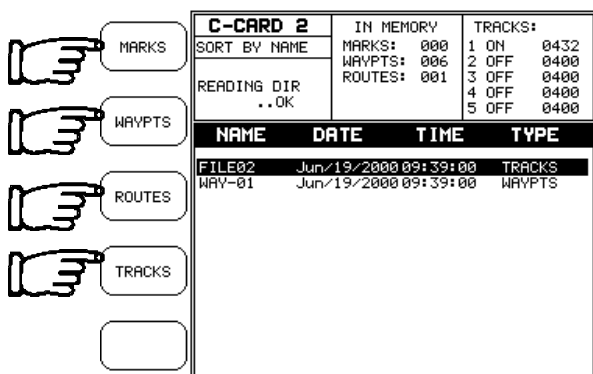 MARKS
WAYPTS
ROUTES
TRACKS
C-CARD 2
SORT BY NAME
READING DIR
..OK
IN MEMORY
MARKS: 000
WAYPTS: 006
ROUTES: 001
TRACKS:
1 ON 0432
2 OFF 0400
3 OFF 0400
4 OFF 0400
5 OFF 0400
NAME DATE TIME TYPE
FILE02 Jun/19/2000 09:39:00 TRACKS
WAY-01 Jun/19/2000 09:39:00 WAYPTS